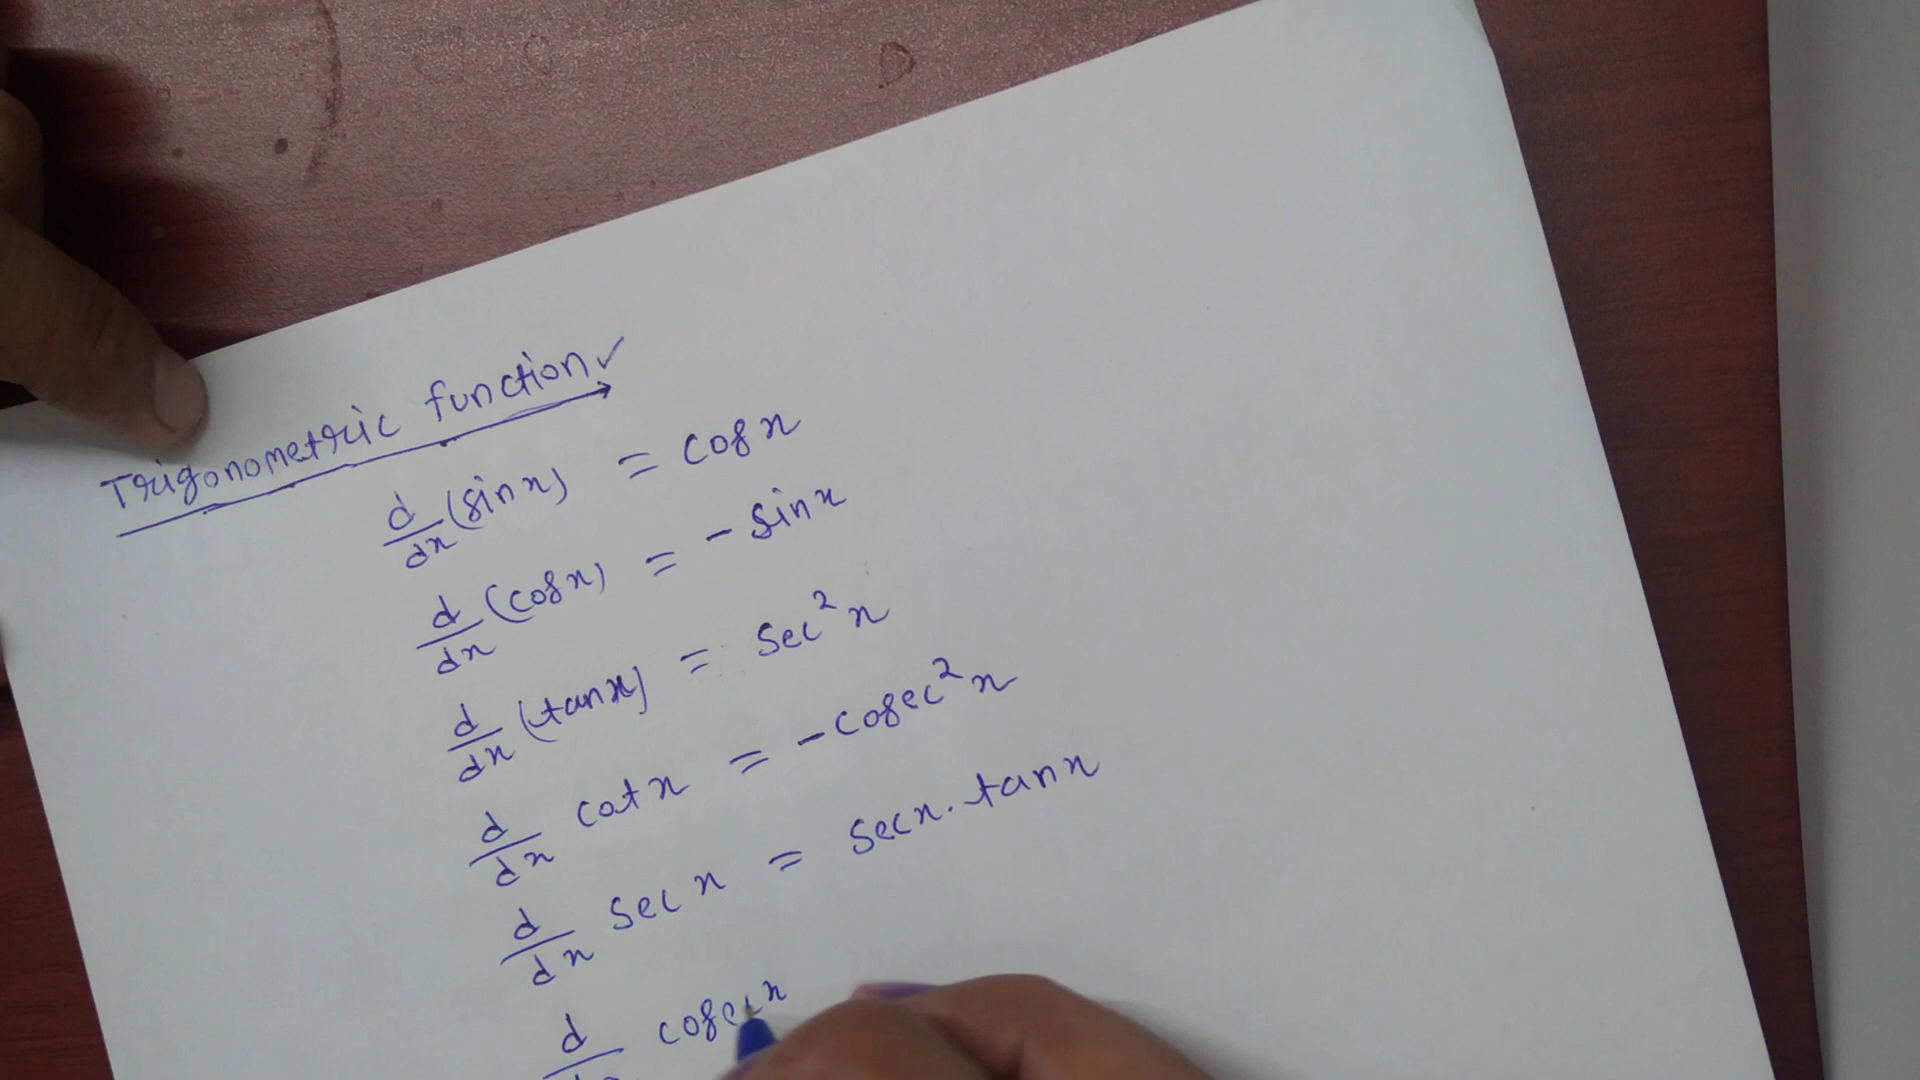 Trigonometric function✓
d/dx (sin x) = cos x
d/dx (cos x) = - sin x
d/dx (tan x) = sec² x
d/dx cot x = - cosec² x
d/dx sec x = sec x . tan x
d/dx cosec x